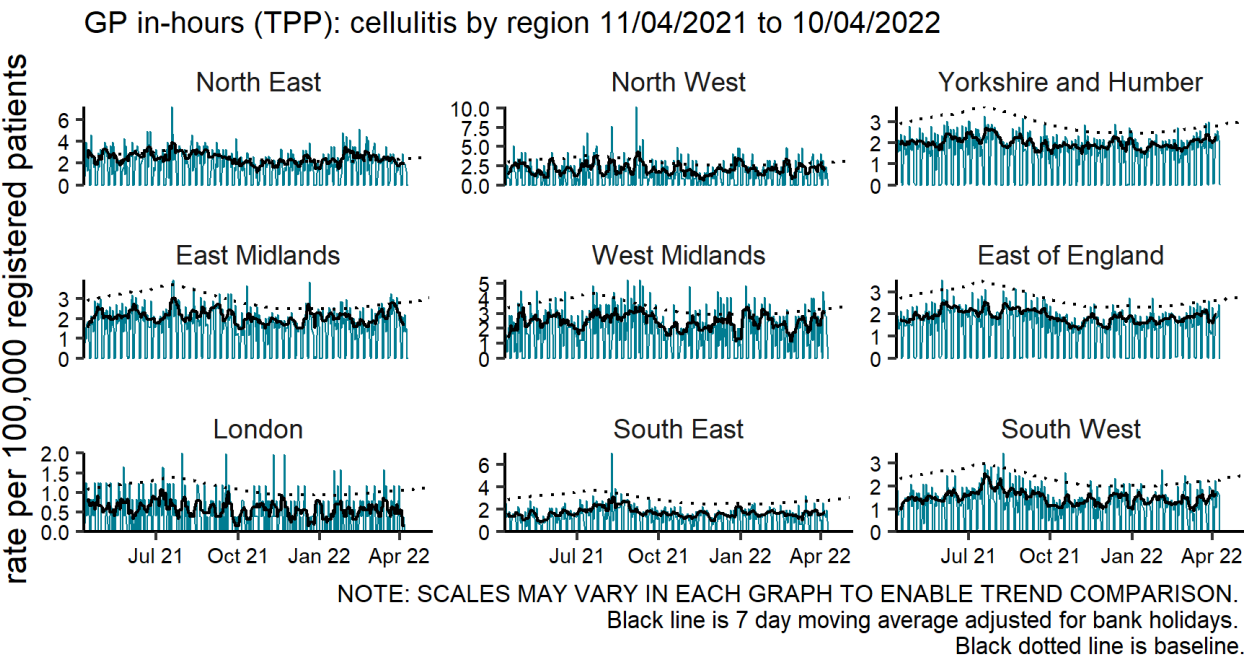 GP in-hours (TPP): cellulitis by region 11/04/2021 to 10/04/2022
rate per 100,000 registered patients
North East
North West
Yorkshire and Humber
6
4
2
0
10.0
7.5
5.0
2.5
0.0
3
2
1
0
East Midlands
West Midlands
East of England
3
2
1
0
5
4
3
2
1
0
3
2
1
0
London
South East
South West
2.0
1.5
1.0
0.5
0.0
6
4
2
0
3
2
1
0
Jul 21 Oct 21 Jan 22 Apr 22
Jul 21 Oct 21 Jan 22 Apr 22
Jul 21 Oct 21 Jan 22 Apr 22
NOTE: SCALES MAY VARY IN EACH GRAPH TO ENABLE TREND COMPARISON.
Black line is 7 day moving average adjusted for bank holidays.
Black dotted line is baseline.